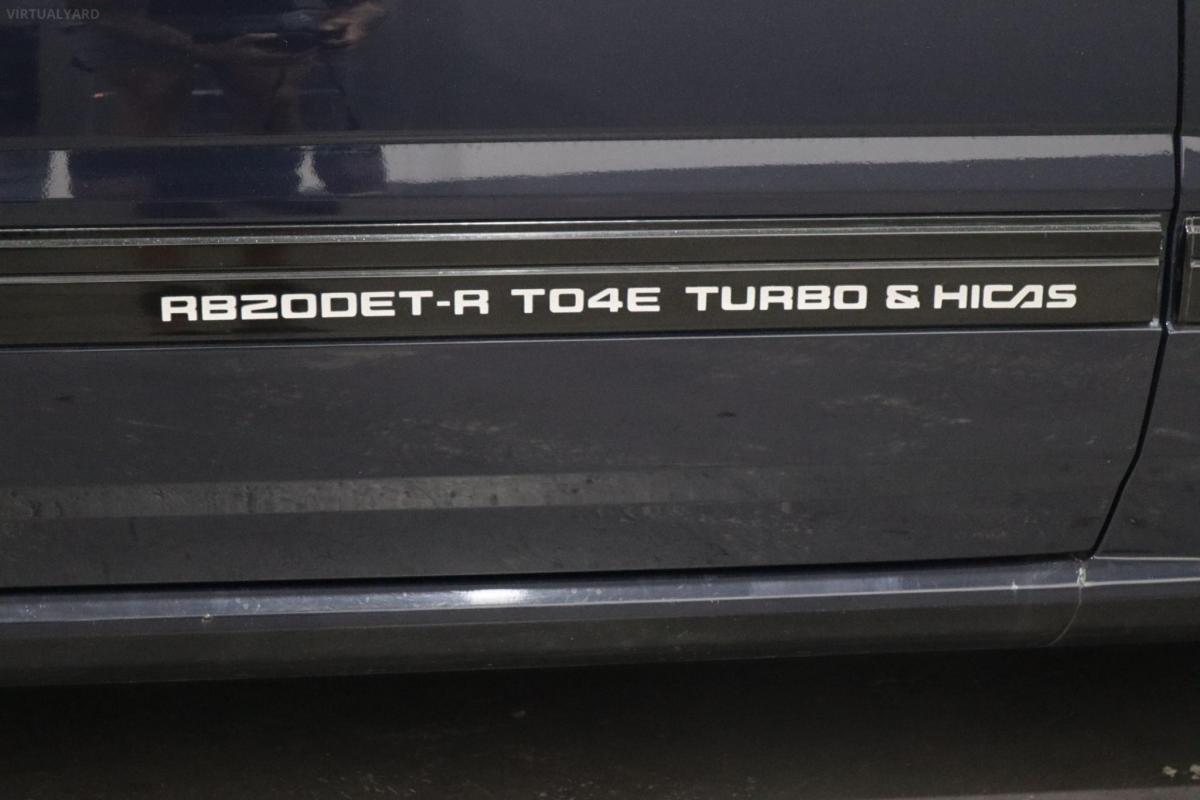 VIRTUALYARD
RB20DET-R TO4E TURBO & HICAS